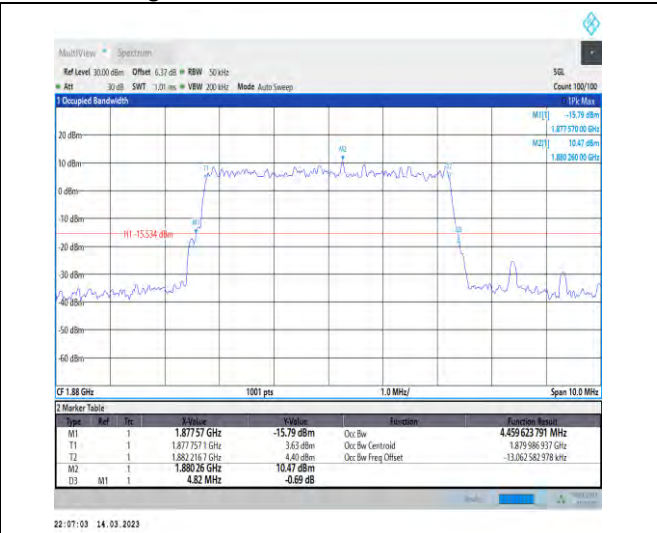 MultiView Spectrum
Ref Level 30.00 dBm Offset 6.37 dB RBW 50 kHz SGL
Att 30 dB SWT 1.01 ms VBW 200 kHz Mode Auto Sweep Count 100/100
1 Occupied Bandwidth 1Pk Max
M1[1] -15.79 dBm
1.877 570 00 GHz
M2[1] 10.47 dBm
1.880 260 00 GHz
20 dBm
M2
10 dBm
T1
0 dBm
-10 dBm
M1
H1 -15.534 dBm
-20 dBm
-30 dBm
-40 dBm
-50 dBm
-60 dBm
CF 1.88 GHz 1001 pts 1.0 MHz/ Span 10.0 MHz
2 Marker Table
Type Ref Trc X-Value Y-Value Function Function Result
M1 1 1.87757 GHz -15.79 dBm Occ Bw 4.459 623 791 MHz
T1 1 1.877 757 1 GHz 3.63 dBm Occ Bw Centroid 1.879 986 937 GHz
T2 1 1.882 216 7 GHz 4.40 dBm Occ Bw Freq Offset -13.062 582 978 kHz
M2 1 1.88026 GHz 10.47 dBm
D3 M1 1 4.82 MHz -0.69 dB
22:07:03 14.03.2023